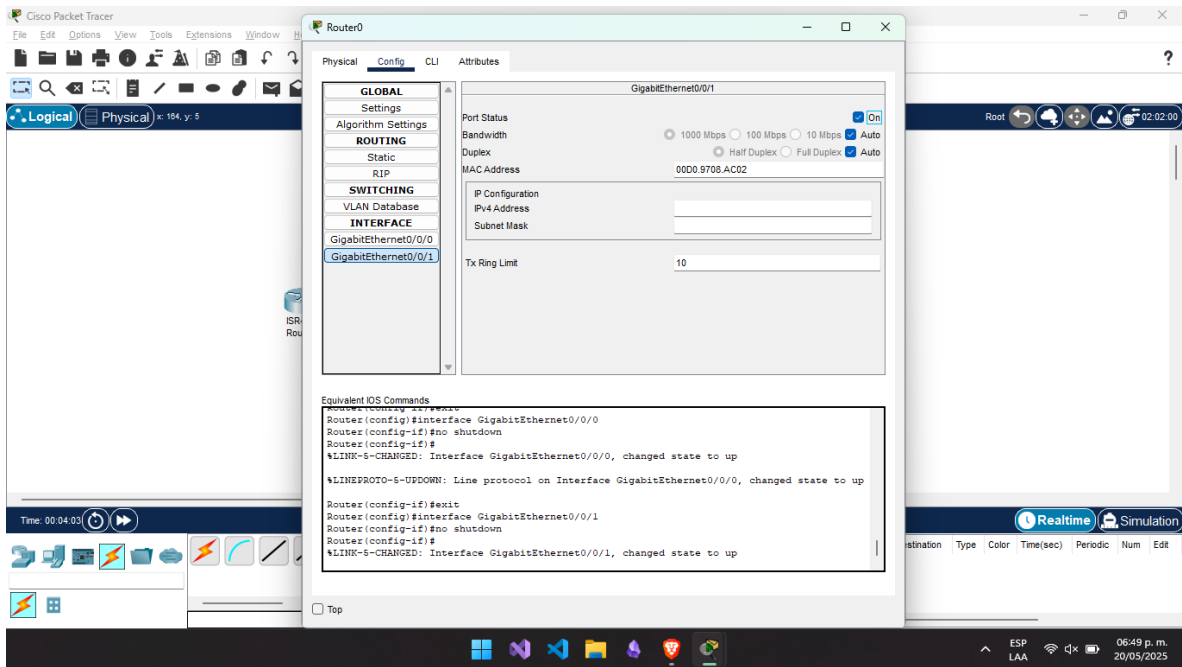 Cisco Packet Tracer
File Edit Options View Tools Extensions Window H
Logical Physical x: 184, y: 5
Root 02:02:00
ISR
Rou
Router0
Physical Config CLI Attributes
GLOBAL
Settings
Algorithm Settings
ROUTING
Static
RIP
SWITCHING
VLAN Database
INTERFACE
GigabitEthernet0/0/0
GigabitEthernet0/0/1
GigabitEthernet0/0/1
Port Status On
Bandwidth 1000 Mbps 100 Mbps 10 Mbps Auto
Duplex Half Duplex Full Duplex Auto
MAC Address 00D0.9708.AC02
IP Configuration
IPv4 Address
Subnet Mask
Tx Ring Limit 10
Equivalent IOS Commands
Router(config-if)#exit
Router(config)#interface GigabitEthernet0/0/0
Router(config-if)#no shutdown
Router(config-if)#
%LINK-5-CHANGED: Interface GigabitEthernet0/0/0, changed state to up
%LINEPROTO-5-UPDOWN: Line protocol on Interface GigabitEthernet0/0/0, changed state to up
Router(config-if)#exit
Router(config)#interface GigabitEthernet0/0/1
Router(config-if)#no shutdown
Router(config-if)#
%LINK-5-CHANGED: Interface GigabitEthernet0/0/1, changed state to up
Top
Time: 00:04:03
Realtime Simulation
stination Type Color Time(sec) Periodic Num Edit
ESP
LAA
06:49 p. m.
20/05/2025